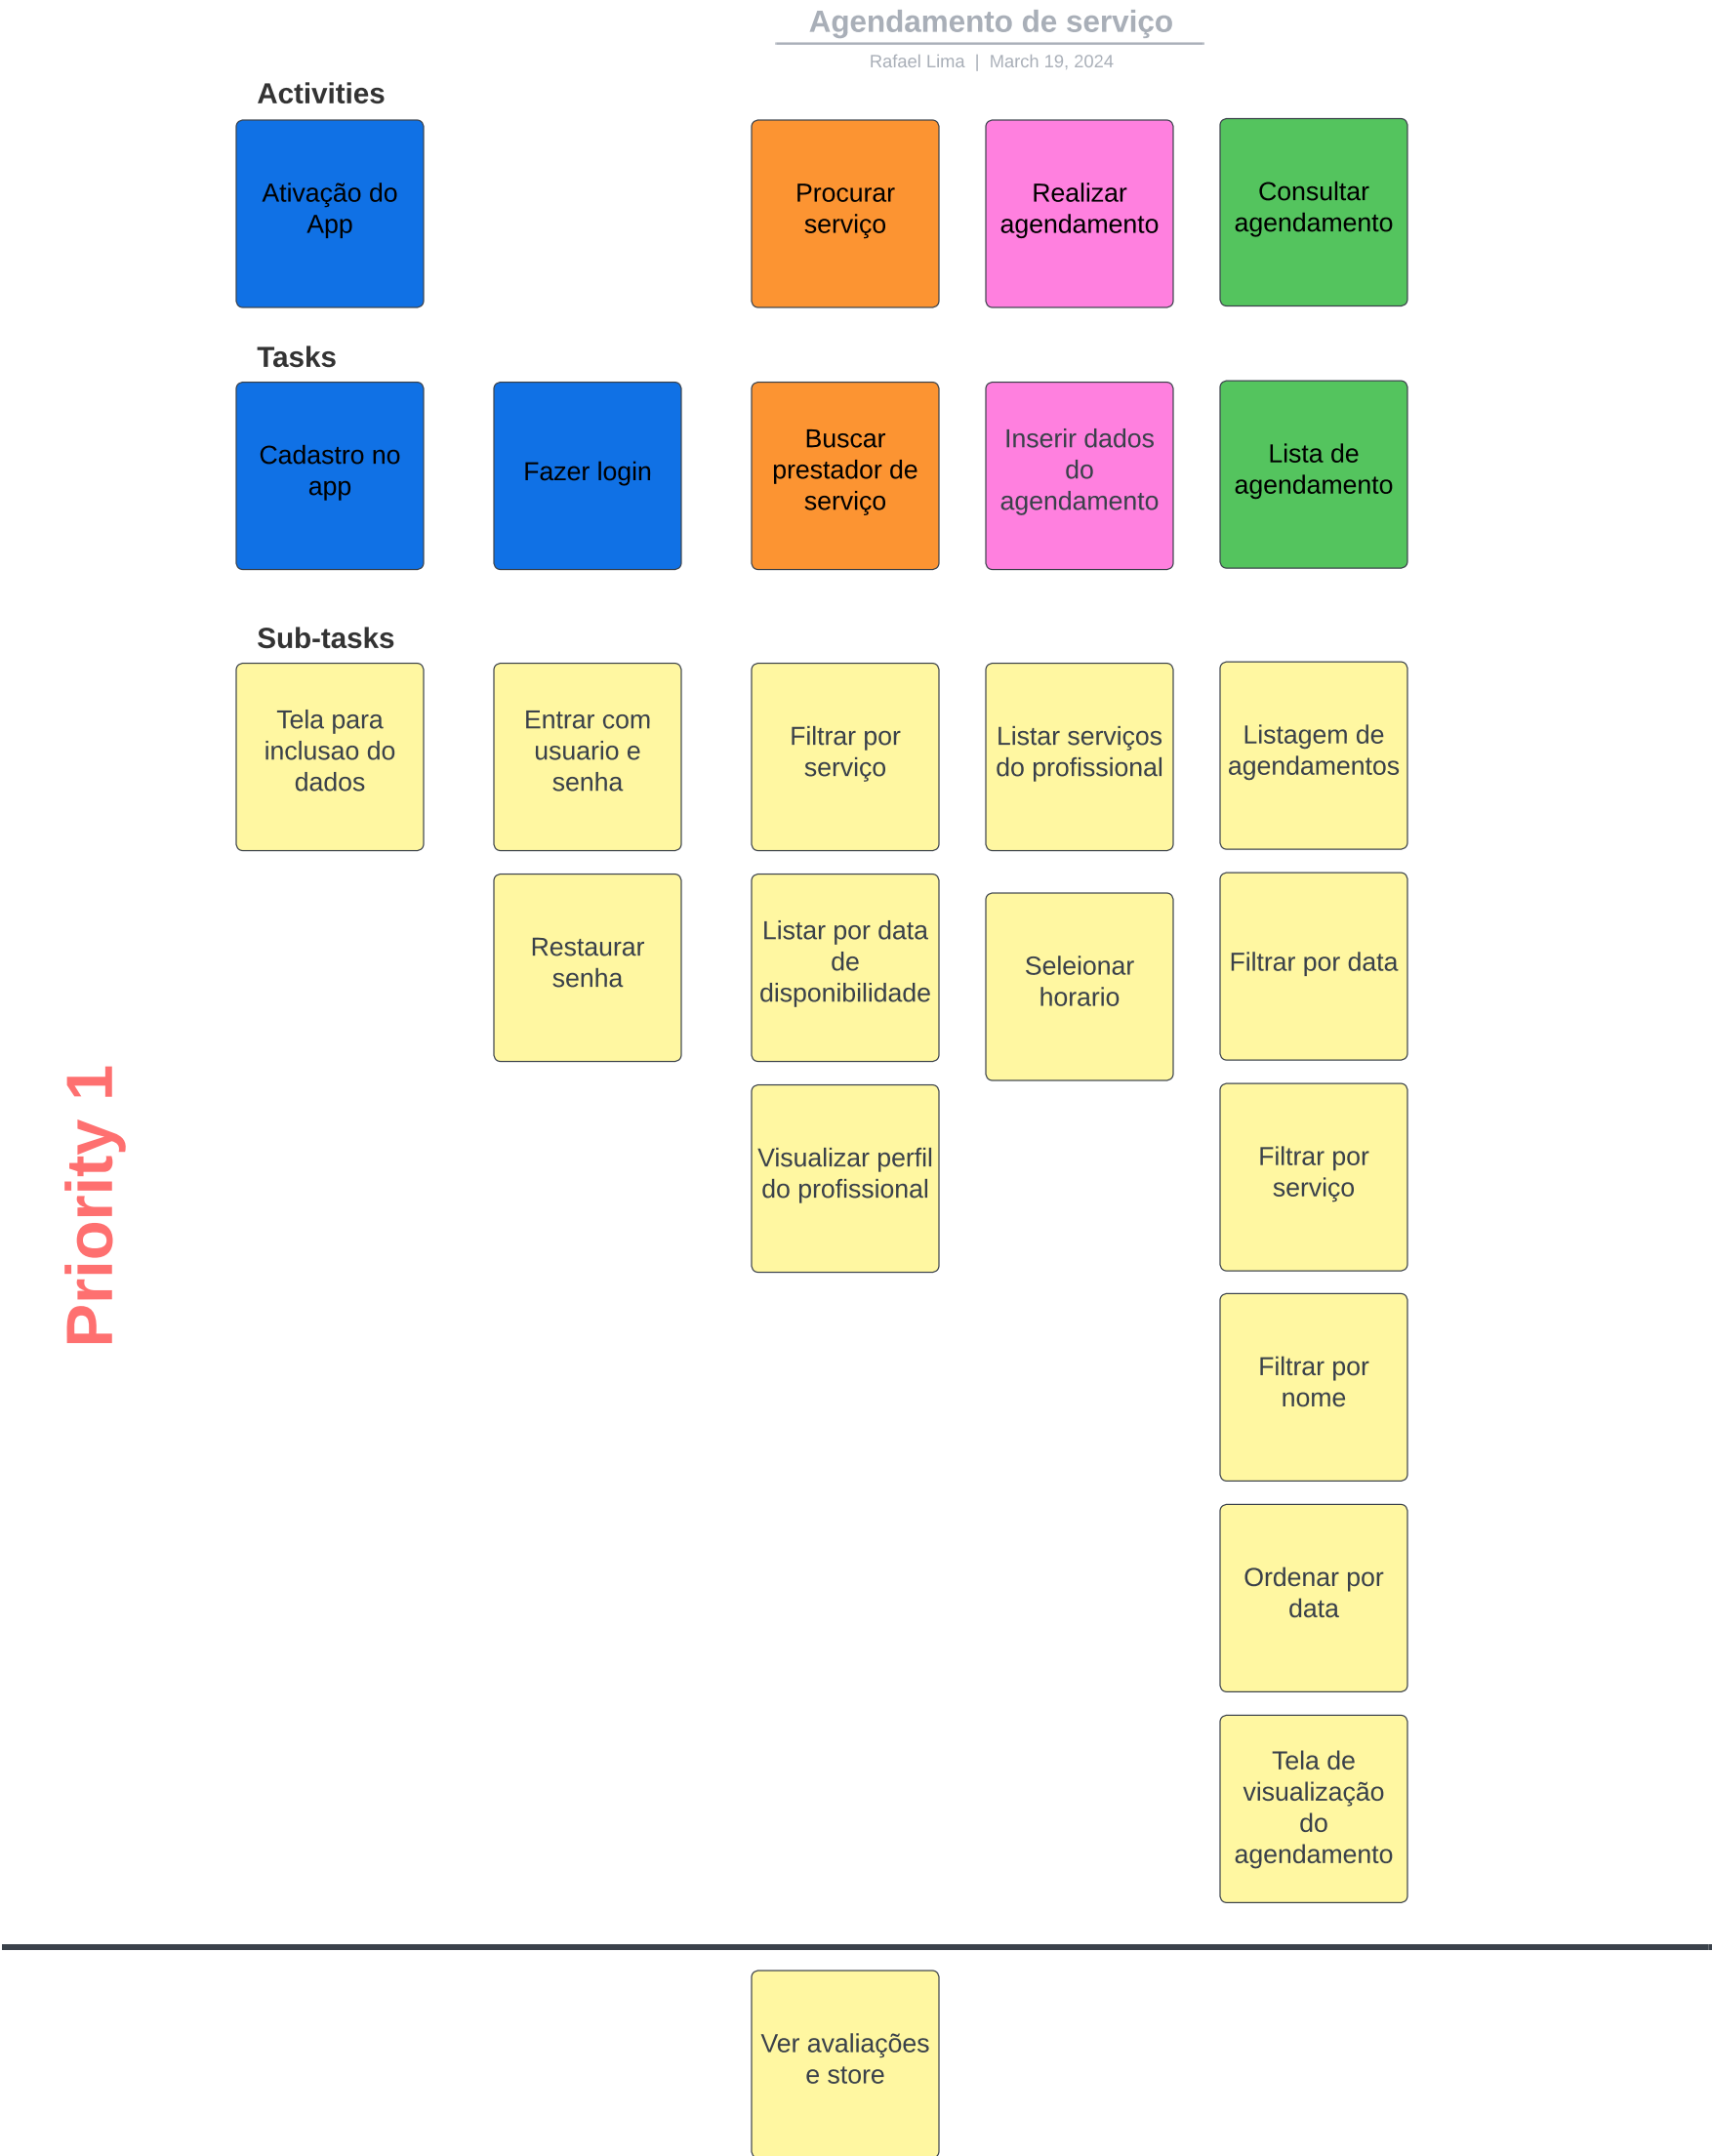 Agendamento de serviço
Rafael Lima | March 19, 2024
Activities
Ativação do
App
Procurar
serviço
Realizar
agendamento
Consultar
agendamento
Tasks
Cadastro no
app
Fazer login
Buscar
prestador de
serviço
Inserir dados
do
agendamento
Lista de
agendamento
Sub-tasks
Tela para
inclusao do
dados
Entrar com
usuario e
senha
Filtrar por
serviço
Listar serviços
do profissional
Listagem de
agendamentos
Restaurar
senha
Listar por data
de
disponibilidade
Seleionar
horario
Filtrar por data
Priority 1
Visualizar perfil
do profissional
Filtrar por
serviço
Filtrar por
nome
Ordenar por
data
Tela de
visualização
do
agendamento
Ver avaliações
e store